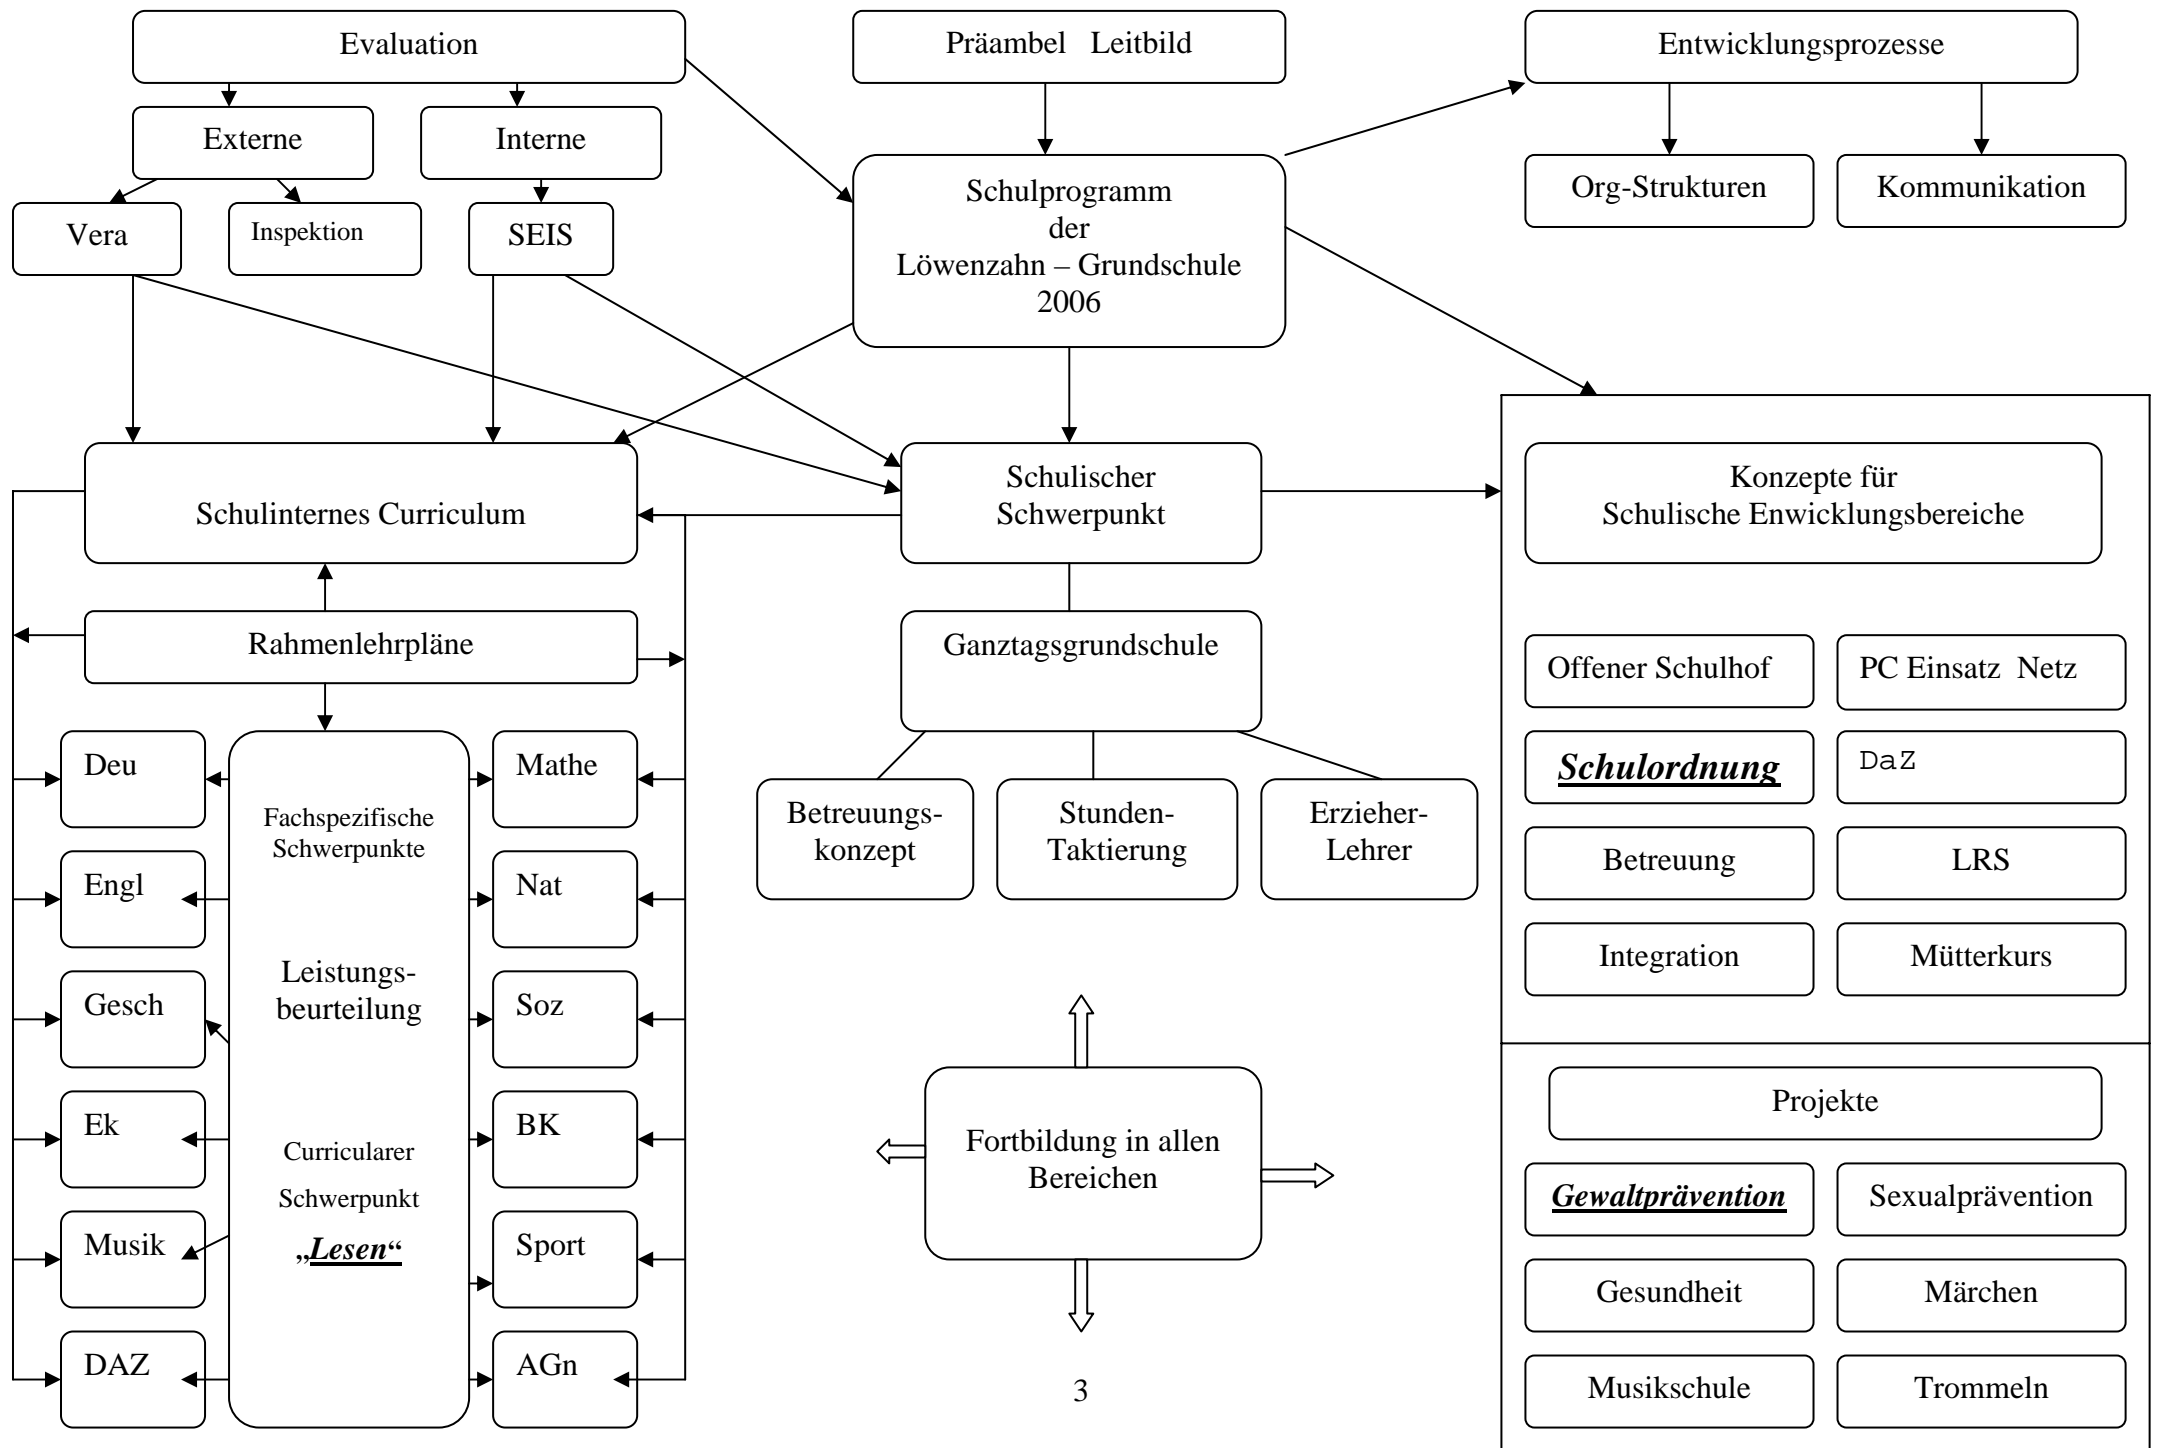 Evaluation
Präambel Leitbild
Entwicklungsprozesse
Externe
Interne
Vera
Inspektion
SEIS
Schulprogramm
der
Löwenzahn – Grundschule
2006
Org-Strukturen
Kommunikation
Schulinternes Curriculum
Schulischer
Schwerpunkt
Konzepte für
Schulische Enwicklungsbereiche
Rahmenlehrpläne
Ganztagsgrundschule
Offener Schulhof
PC Einsatz Netz
Schulordnung
DaZ
Betreuung
LRS
Integration
Mütterkurs
Betreuungs-
konzept
Stunden-
Taktierung
Erzieher-
Lehrer
Deu
Engl
Gesch
Ek
Musik
DAZ
Fachspezifische
Schwerpunkte
Leistungs-
beurteilung
Curricularer
Schwerpunkt
„Lesen“
Mathe
Nat
Soz
BK
Sport
AGn
Fortbildung in allen
Bereichen
Projekte
Gewaltprävention
Sexualprävention
Gesundheit
Märchen
Musikschule
Trommeln
3